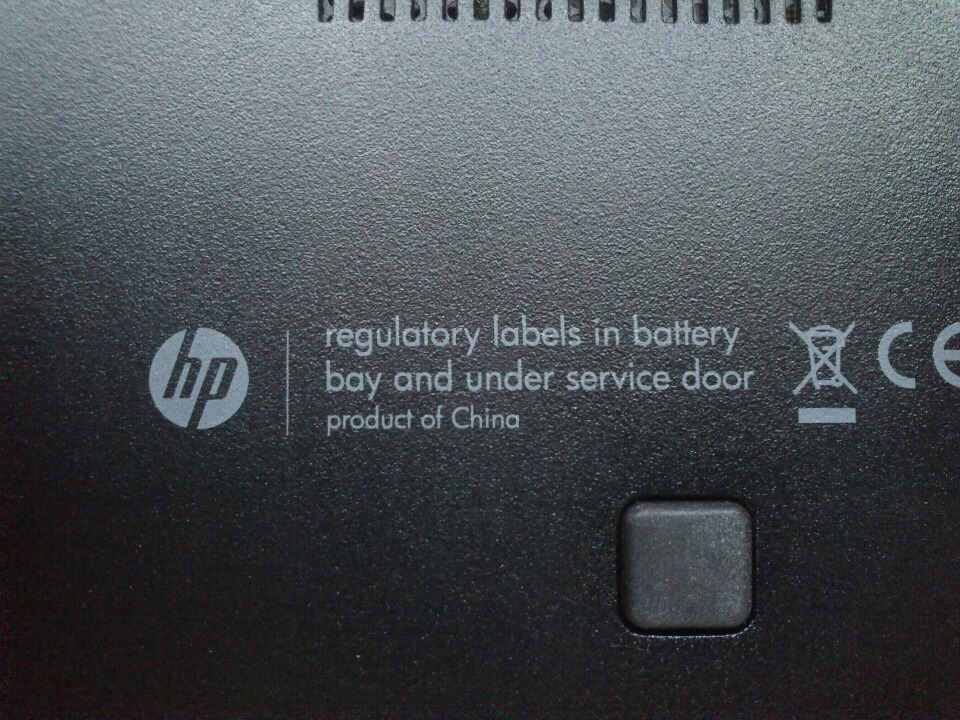 hp
regulatory labels in battery
bay and under service door
product of China
CE